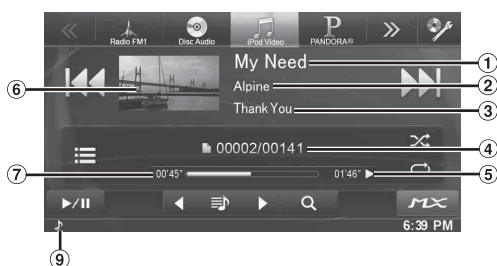 Radio FM1 Disc Audio iPod Video PANDORA®
My Need ①
⑥ Alpine ②
Thank You ③
00002/00141 ④
⑦ 00'45" 01'46" ⑤
MX
6:39 PM
⑨